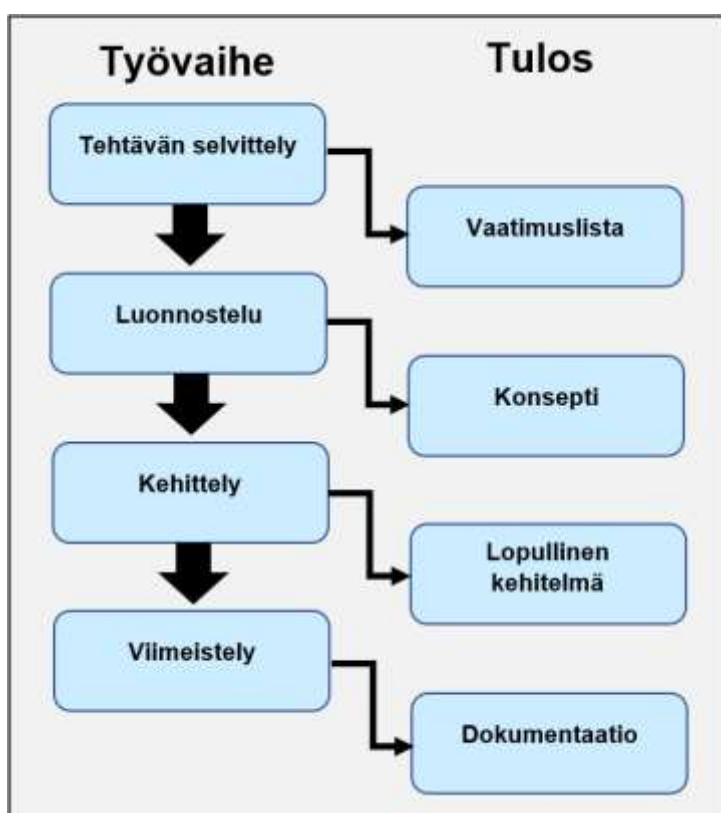 Työvaihe
Tulos
Tehtävän selvittely
Vaatimuslista
Luonnostelu
Konsepti
Kehittely
Lopullinen
kehitelmä
Viimeistely
Dokumentaatio